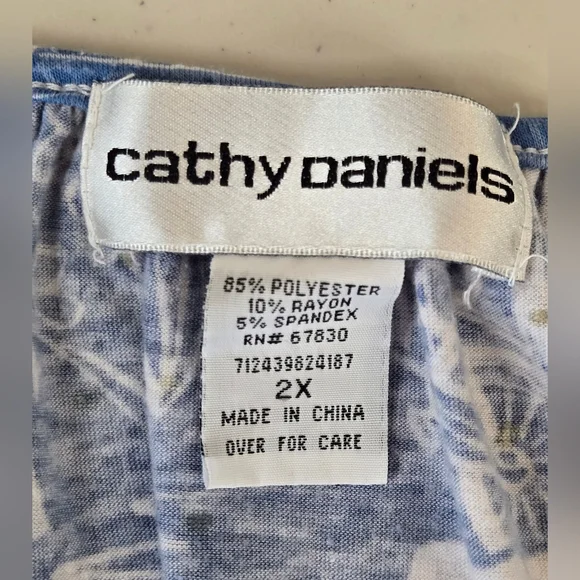 cathy Daniels
85% POLYESTER
10% RAYON
5% SPANDEX
RN# 67830
712439824187
2X
MADE IN CHINA
OVER FOR CARE